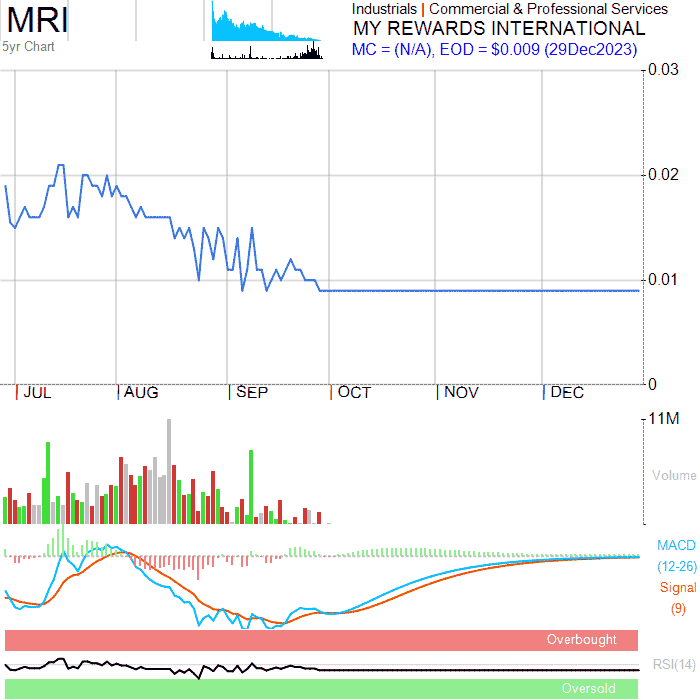 MRI
5yr Chart
Industrials | Commercial & Professional Services
MY REWARDS INTERNATIONAL
MC = (N/A), EOD = $0.009 (29Dec2023)
0.03
0.02
0.01
0
JUL AUG SEP OCT NOV DEC
11M
Volume
MACD
(12-26)
Signal
(9)
Overbought
RSI(14)
Oversold